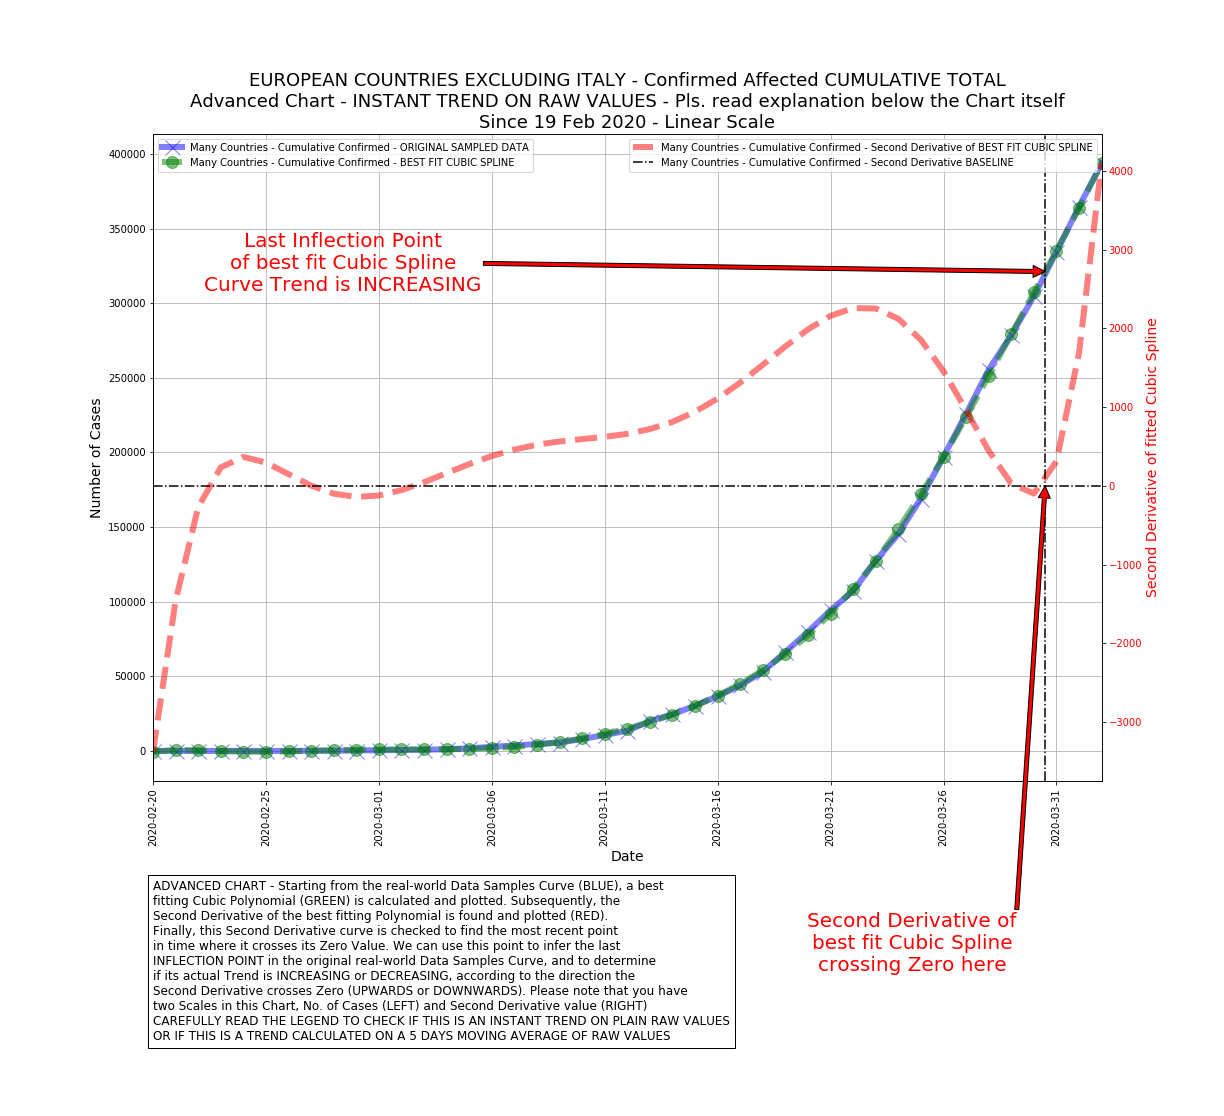 EUROPEAN COUNTRIES EXCLUDING ITALY - Confirmed Affected CUMULATIVE TOTAL
Advanced Chart - INSTANT TREND ON RAW VALUES - Pls. read explanation below the Chart itself
Since 19 Feb 2020 - Linear Scale
Many Countries - Cumulative Confirmed - ORIGINAL SAMPLED DATA
Many Countries - Cumulative Confirmed - BEST FIT CUBIC SPLINE
Many Countries - Cumulative Confirmed - Second Derivative of BEST FIT CUBIC SPLINE
Many Countries - Cumulative Confirmed - Second Derivative BASELINE
Last Inflection Point
of best fit Cubic Spline
Curve Trend is INCREASING
Number of Cases
400000
350000
300000
250000
200000
150000
100000
50000
0
4000
3000
2000
1000
0
−1000
−2000
−3000
Second Derivative of fitted Cubic Spline
2020-02-20
2020-02-25
2020-03-01
2020-03-06
2020-03-11
2020-03-16
2020-03-21
2020-03-26
2020-03-31
Date
ADVANCED CHART - Starting from the real-world Data Samples Curve (BLUE), a best
fitting Cubic Polynomial (GREEN) is calculated and plotted. Subsequently, the
Second Derivative of the best fitting Polynomial is found and plotted (RED).
Finally, this Second Derivative curve is checked to find the most recent point
in time where it crosses its Zero Value. We can use this point to infer the last
INFLECTION POINT in the original real-world Data Samples Curve, and to determine
if its actual Trend is INCREASING or DECREASING, according to the direction the
Second Derivative crosses Zero (UPWARDS or DOWNWARDS). Please note that you have
two Scales in this Chart, No. of Cases (LEFT) and Second Derivative value (RIGHT)
CAREFULLY READ THE LEGEND TO CHECK IF THIS IS AN INSTANT TREND ON PLAIN RAW VALUES
OR IF THIS IS A TREND CALCULATED ON A 5 DAYS MOVING AVERAGE OF RAW VALUES
Second Derivative of
best fit Cubic Spline
crossing Zero here